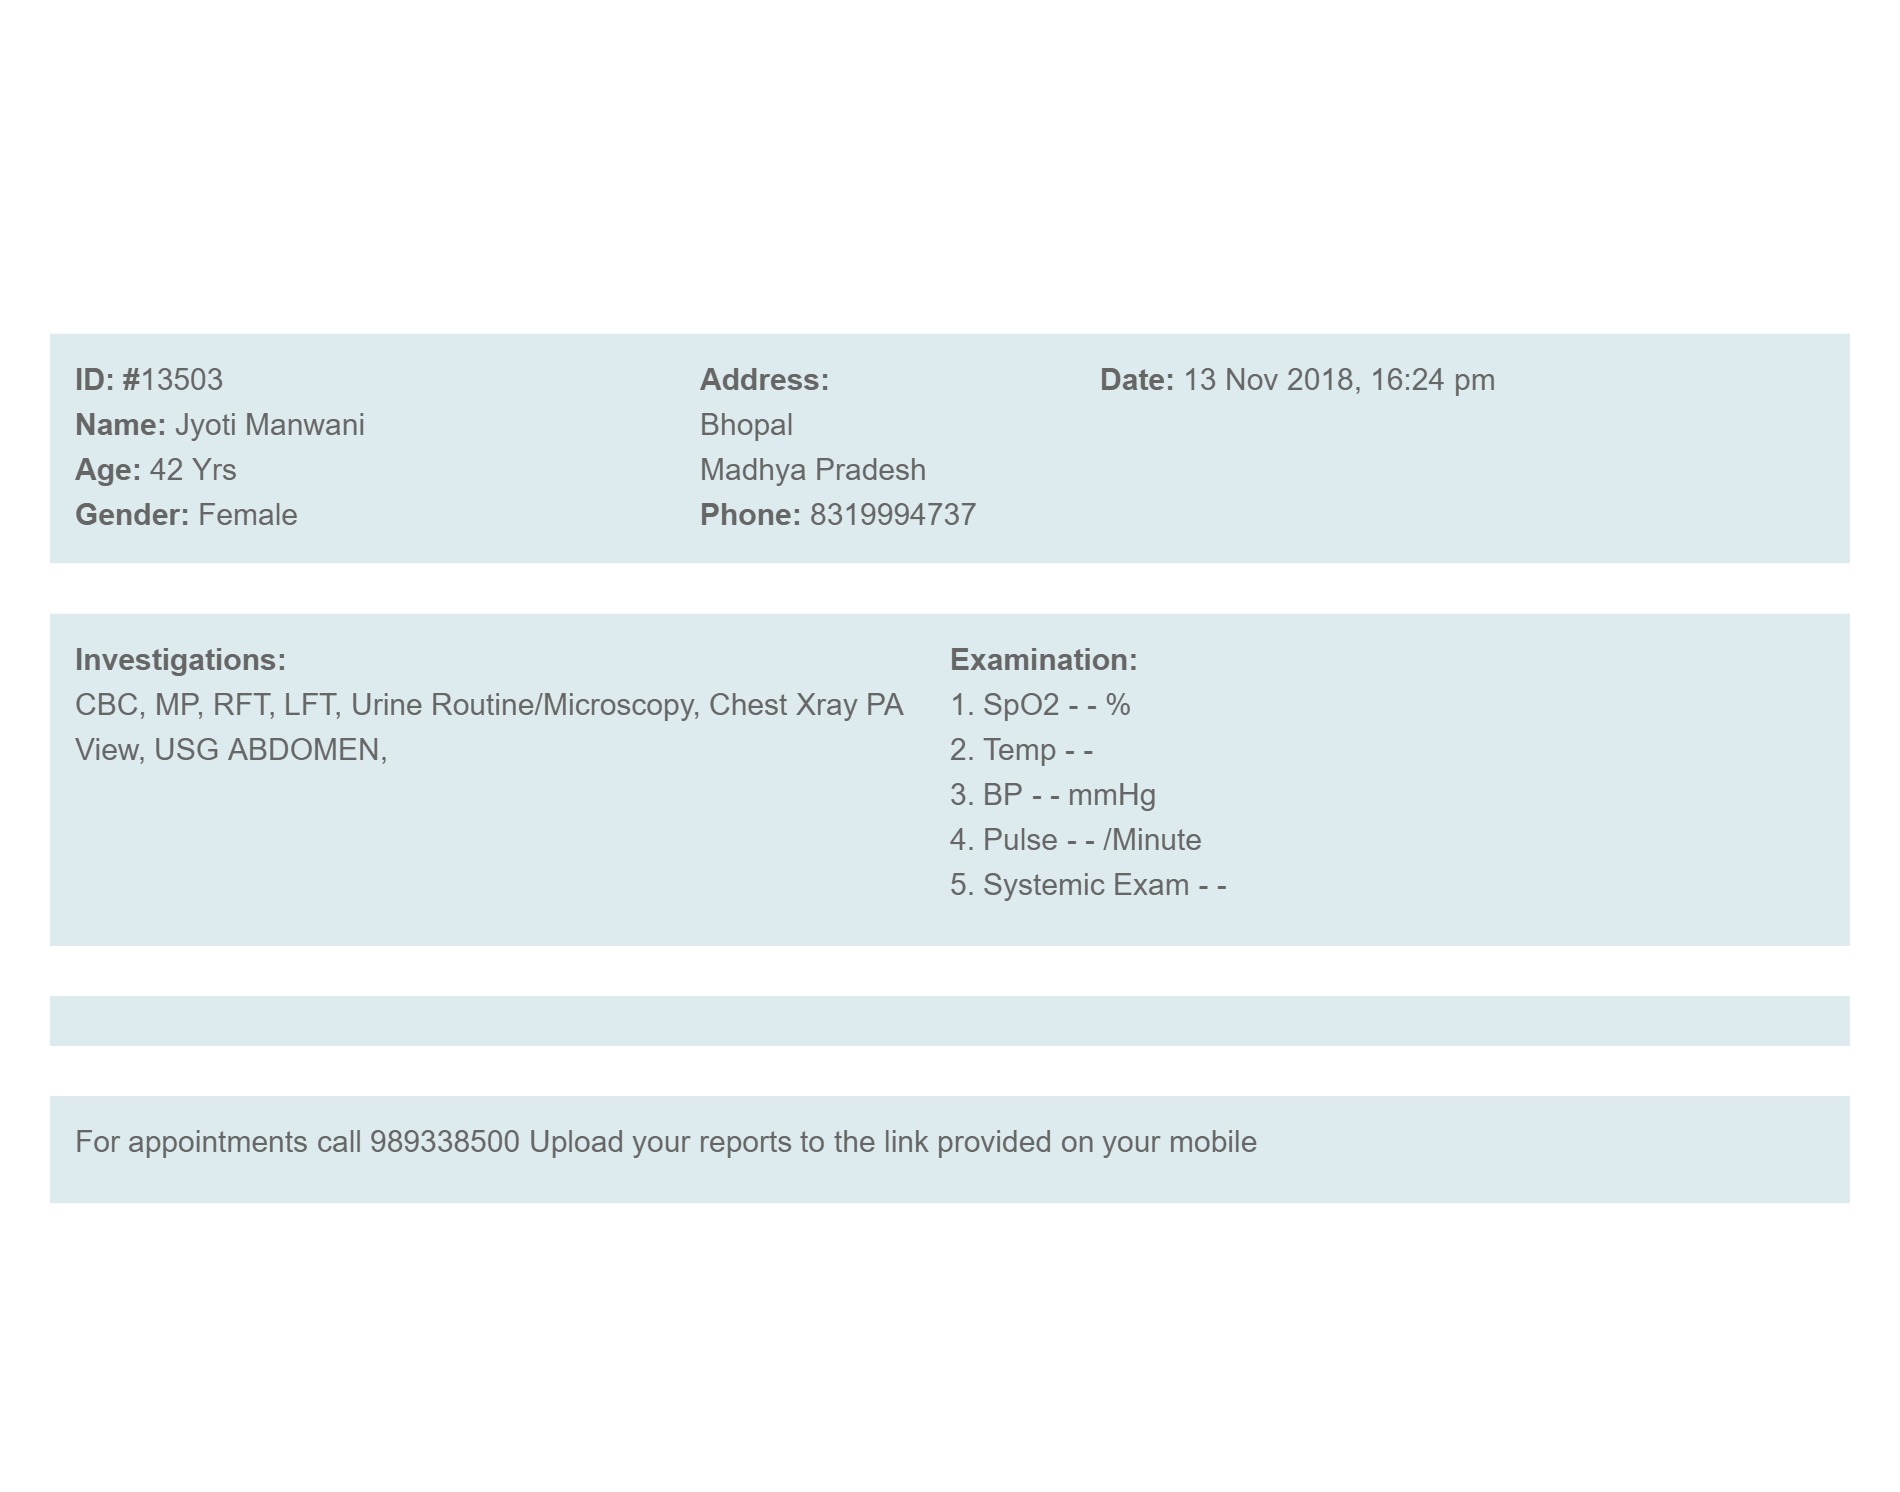 ID: #13503
Name: Jyoti Manwani
Age: 42 Yrs
Gender: Female
Address:
Bhopal
Madhya Pradesh
Phone: 8319994737
Date: 13 Nov 2018, 16:24 pm
Investigations:
CBC, MP, RFT, LFT, Urine Routine/Microscopy, Chest Xray PA
View, USG ABDOMEN,
Examination:
1. SpO2 - - %
2. Temp - -
3. BP - - mmHg
4. Pulse - - /Minute
5. Systemic Exam - -
For appointments call 989338500 Upload your reports to the link provided on your mobile